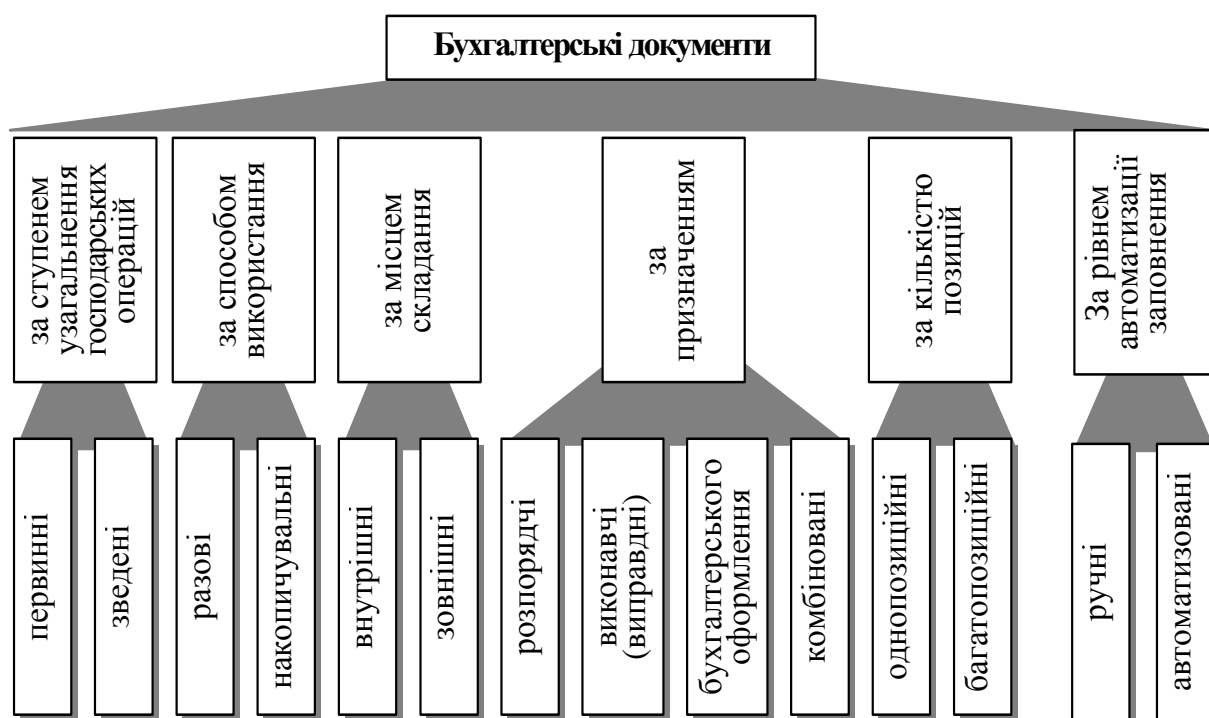 Бухгалтерські документи
за ступенем
узагальнення
господарських
операцій
за способом
використання
за місцем
складання
за
призначенням
за кількістю
позицій
За рівнем
автоматизації
заповнення
первинні
зведені
разові
накопичувальні
внутрішні
зовнішні
розпорядчі
виконавчі
(виправдні)
бухгалтерського
оформлення
комбіновані
однопозиційні
багатопозиційні
ручні
автоматизовані